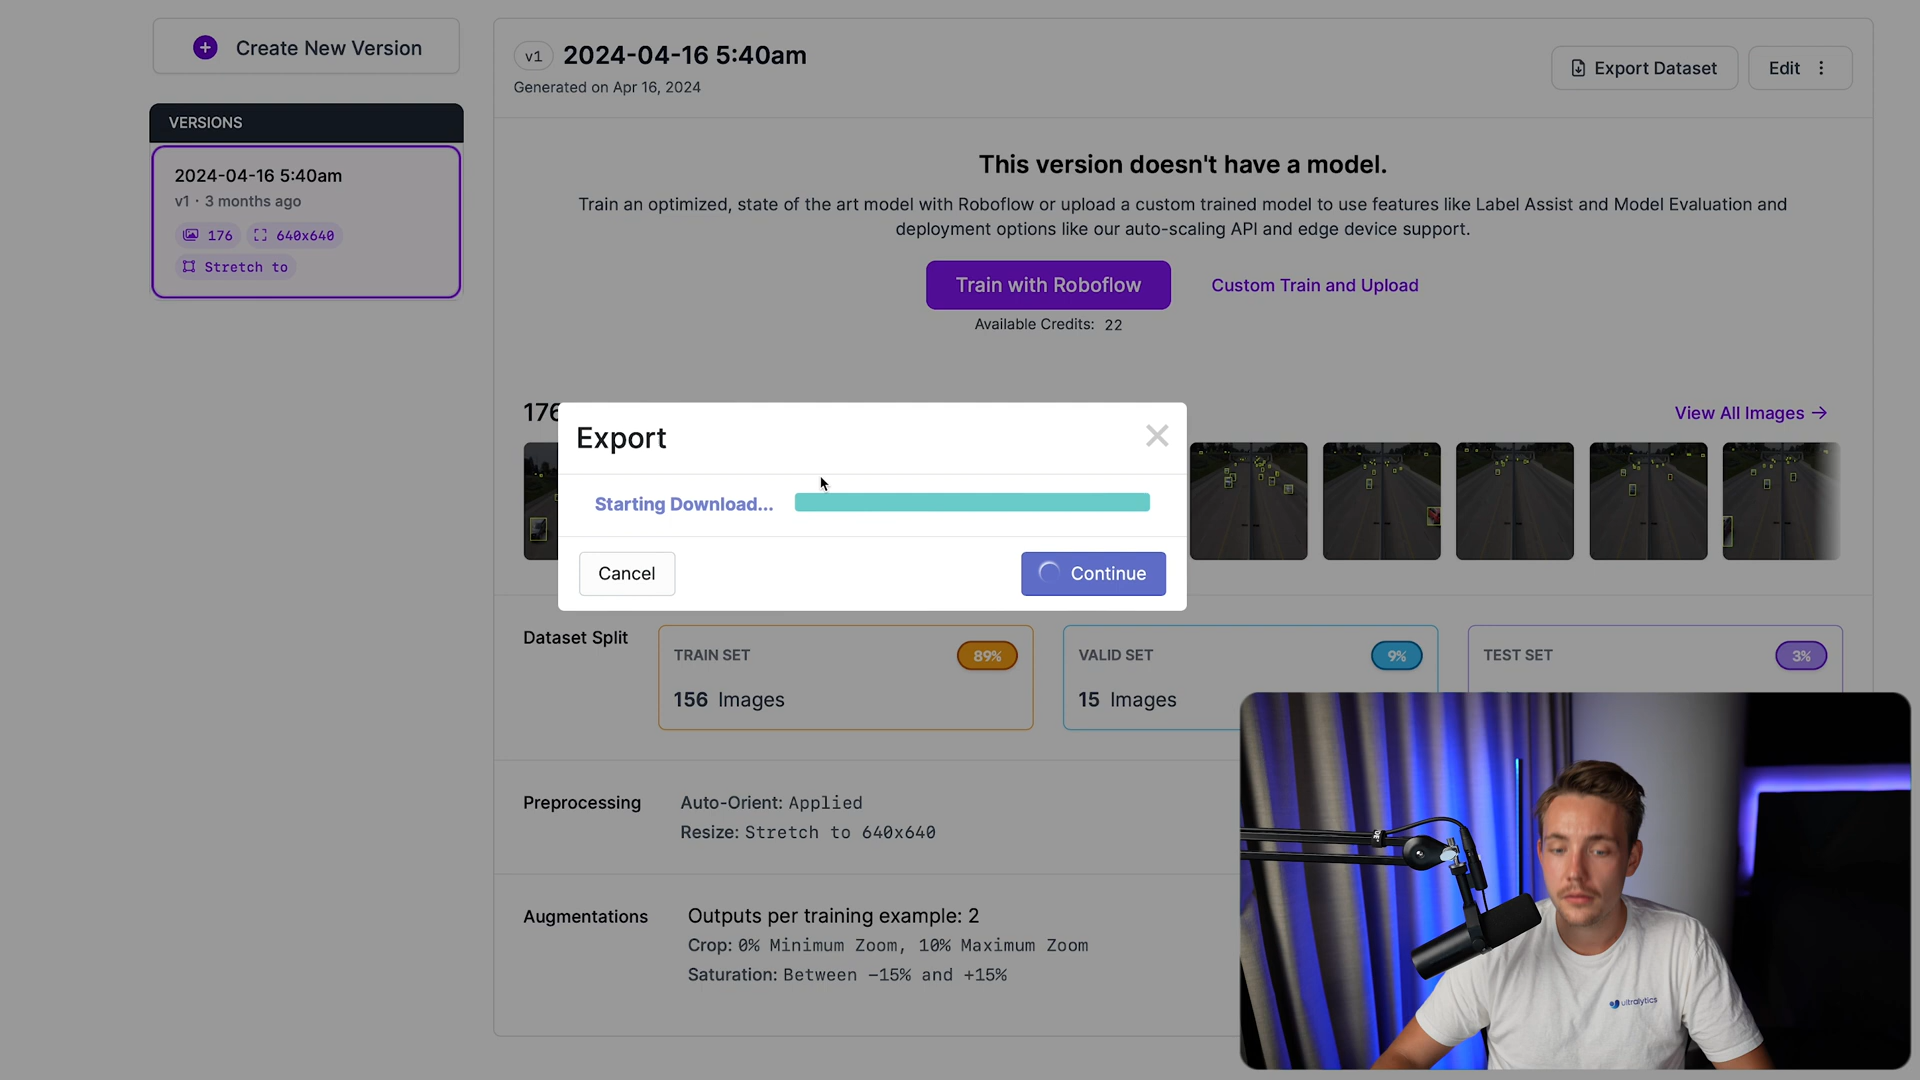 Create New Version
VERSIONS
2024-04-16 5:40am
v1 · 3 months ago
176 640x640
Stretch to
v1 2024-04-16 5:40am
Generated on Apr 16, 2024
Export Dataset
Edit
This version doesn't have a model.
Train an optimized, state of the art model with Roboflow or upload a custom trained model to use features like Label Assist and Model Evaluation and
deployment options like our auto-scaling API and edge device support.
Train with Roboflow
Custom Train and Upload
Available Credits: 22
176
View All Images →
Export
Starting Download...
Cancel
Continue
Dataset Split
TRAIN SET 89%
156 Images
VALID SET 9%
15 Images
TEST SET 3%
Preprocessing
Auto-Orient: Applied
Resize: Stretch to 640x640
Augmentations
Outputs per training example: 2
Crop: 0% Minimum Zoom, 10% Maximum Zoom
Saturation: Between −15% and +15%
ultralytics